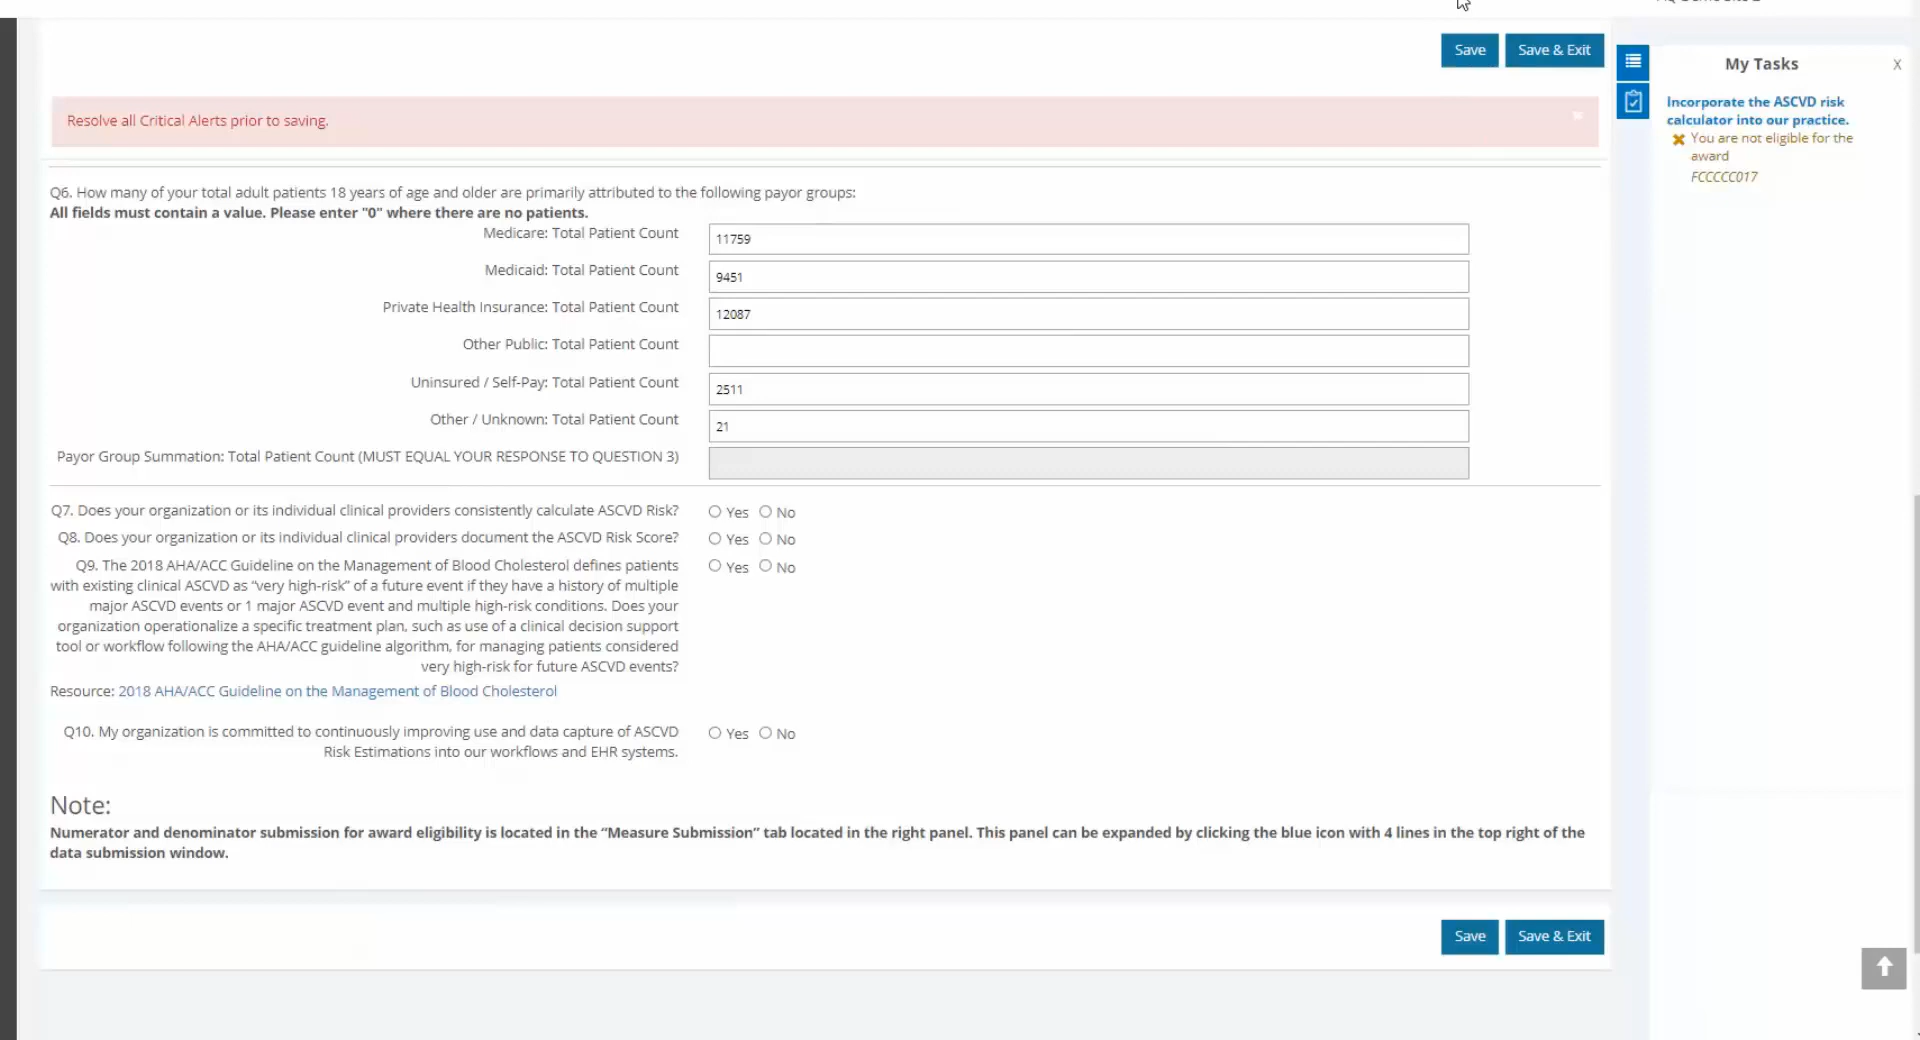 Save Save & Exit
My Tasks X
Resolve all Critical Alerts prior to saving.
Incorporate the ASCVD risk
calculator into our practice.
You are not eligible for the
award
FCCCCC017
Q6. How many of your total adult patients 18 years of age and older are primarily attributed to the following payor groups:
All fields must contain a value. Please enter "0" where there are no patients.
Medicare: Total Patient Count 11759
Medicaid: Total Patient Count 9451
Private Health Insurance: Total Patient Count 12087
Other Public: Total Patient Count
Uninsured / Self-Pay: Total Patient Count 2511
Other / Unknown: Total Patient Count 21
Payor Group Summation: Total Patient Count (MUST EQUAL YOUR RESPONSE TO QUESTION 3)
Q7. Does your organization or its individual clinical providers consistently calculate ASCVD Risk? Yes No
Q8. Does your organization or its individual clinical providers document the ASCVD Risk Score? Yes No
Q9. The 2018 AHA/ACC Guideline on the Management of Blood Cholesterol defines patients Yes No
with existing clinical ASCVD as “very high-risk” of a future event if they have a history of multiple
major ASCVD events or 1 major ASCVD event and multiple high-risk conditions. Does your
organization operationalize a specific treatment plan, such as use of a clinical decision support
tool or workflow following the AHA/ACC guideline algorithm, for managing patients considered
very high-risk for future ASCVD events?
Resource: 2018 AHA/ACC Guideline on the Management of Blood Cholesterol
Q10. My organization is committed to continuously improving use and data capture of ASCVD Yes No
Risk Estimations into our workflows and EHR systems.
Note:
Numerator and denominator submission for award eligibility is located in the “Measure Submission” tab located in the right panel. This panel can be expanded by clicking the blue icon with 4 lines in the top right of the
data submission window.
Save Save & Exit